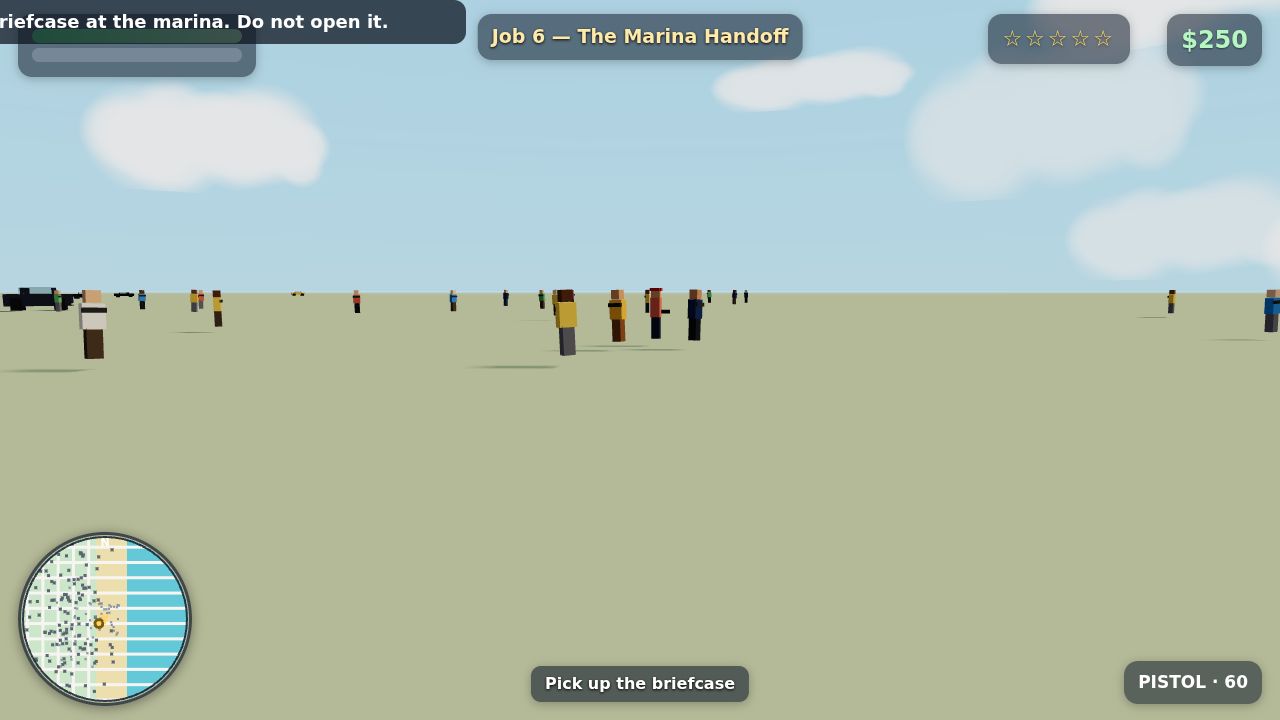 briefcase at the marina. Do not open it.
Job 6 — The Marina Handoff
☆☆☆☆☆
$250
N
Pick up the briefcase
PISTOL · 60